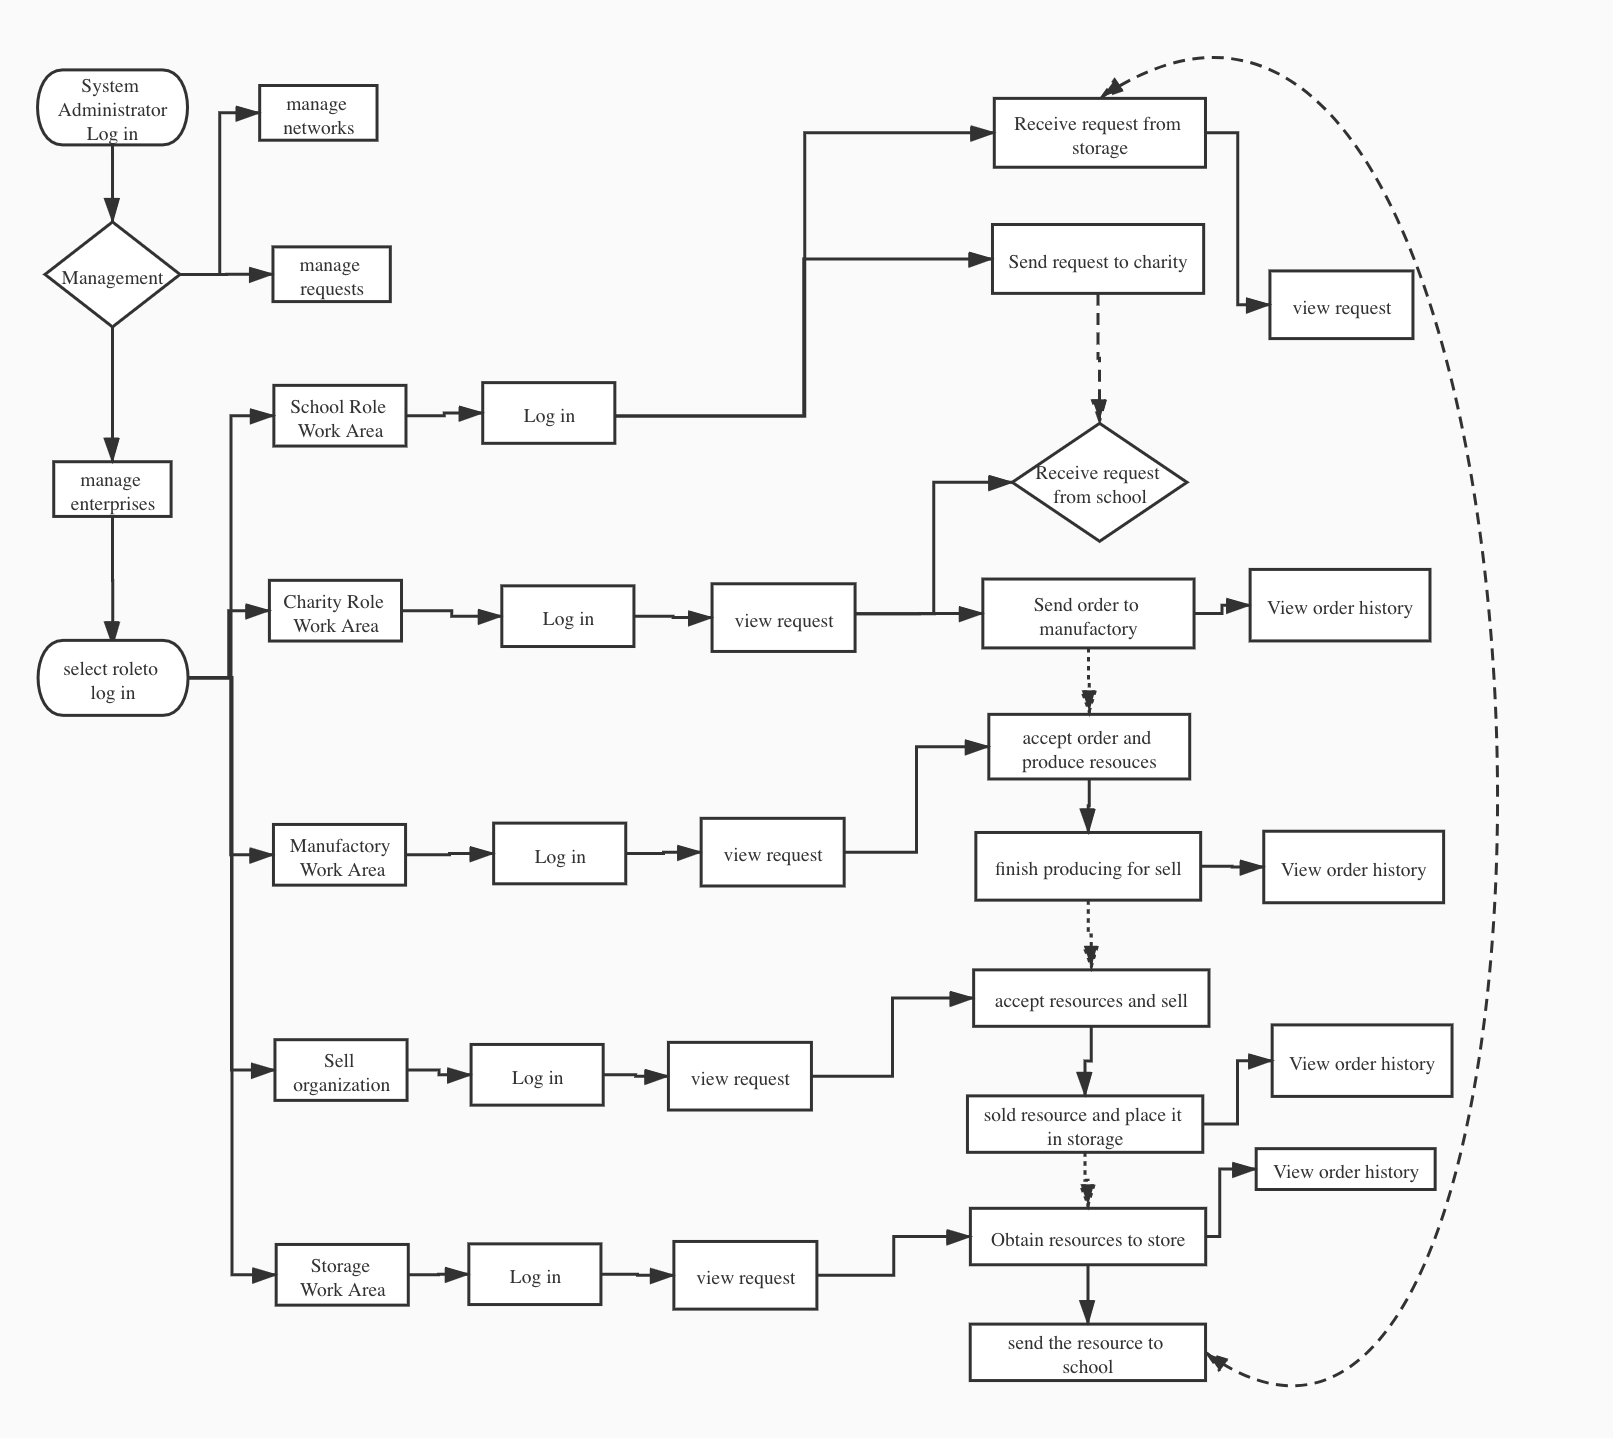 System
Administrator
Log in
manage
networks
Receive request from
storage
Send request to charity
Management
manage
requests
view request
School Role
Work Area
Log in
manage
enterprises
Receive request
from school
Charity Role
Work Area
Log in
view request
Send order to
manufactory
View order history
select roleto
log in
accept order and
produce resouces
Manufactory
Work Area
Log in
view request
finish producing for sell
View order history
accept resources and sell
Sell
organization
Log in
view request
View order history
sold resource and place it
in storage
View order history
Obtain resources to store
Storage
Work Area
Log in
view request
send the resource to
school